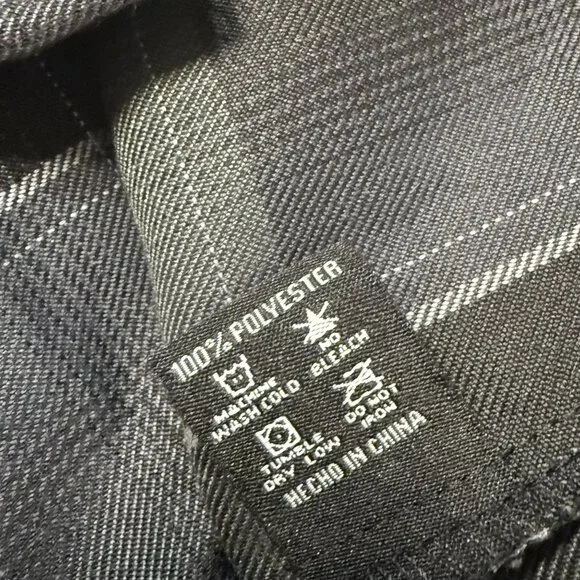 100% POLYESTER
MACHINE
WASH COLD
NO
BLEACH
TUMBLE
DRY LOW
DO NOT
IRON
HECHO IN CHINA